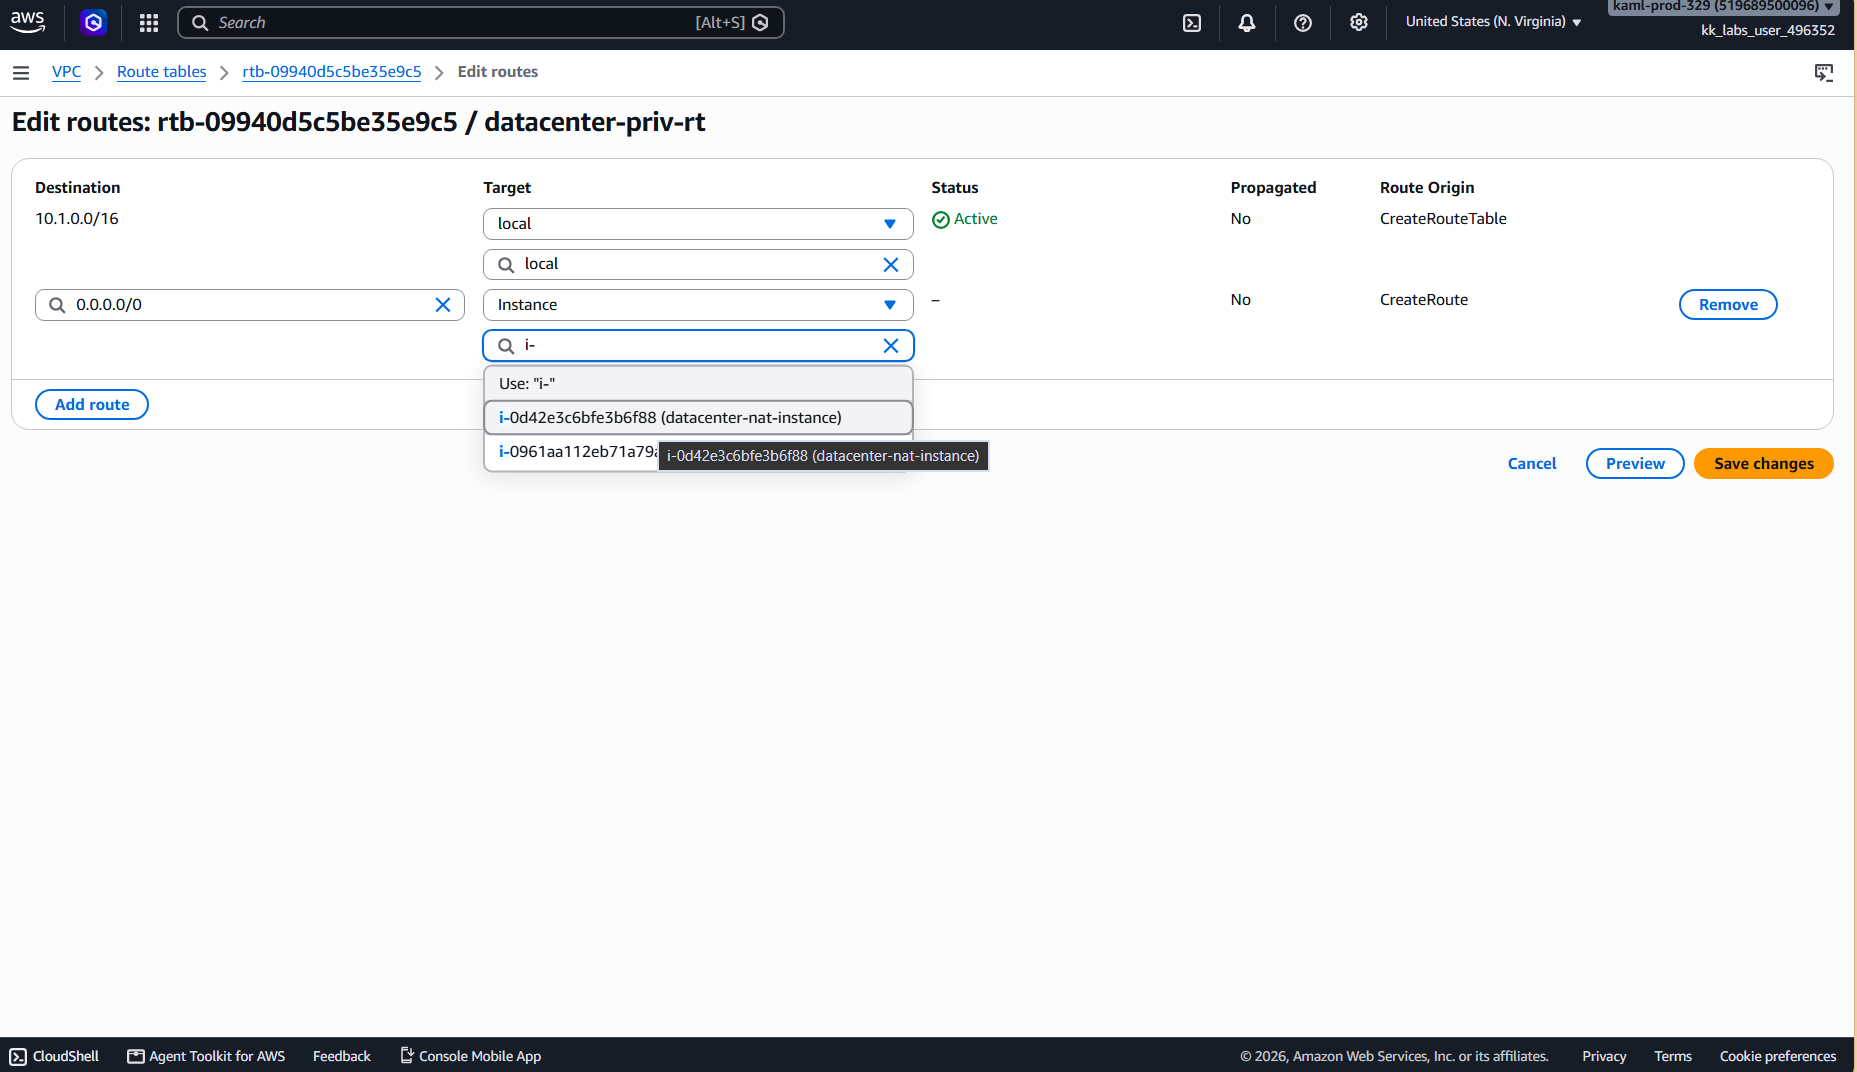 aws
Search [Alt+S]
United States (N. Virginia)
kaml-prod-329 (519689500096)
kk_labs_user_496352
VPC > Route tables > rtb-09940d5c5be35e9c5 > Edit routes
Edit routes: rtb-09940d5c5be35e9c5 / datacenter-priv-rt
Destination Target Status Propagated Route Origin
10.1.0.0/16 local Active No CreateRouteTable
local
0.0.0.0/0 Instance – No CreateRoute Remove
i-
Use: "i-"
Add route
i-0d42e3c6bfe3b6f88 (datacenter-nat-instance)
i-0961aa112eb71a79a
i-0d42e3c6bfe3b6f88 (datacenter-nat-instance)
Cancel Preview Save changes
CloudShell Agent Toolkit for AWS Feedback Console Mobile App © 2026, Amazon Web Services, Inc. or its affiliates. Privacy Terms Cookie preferences